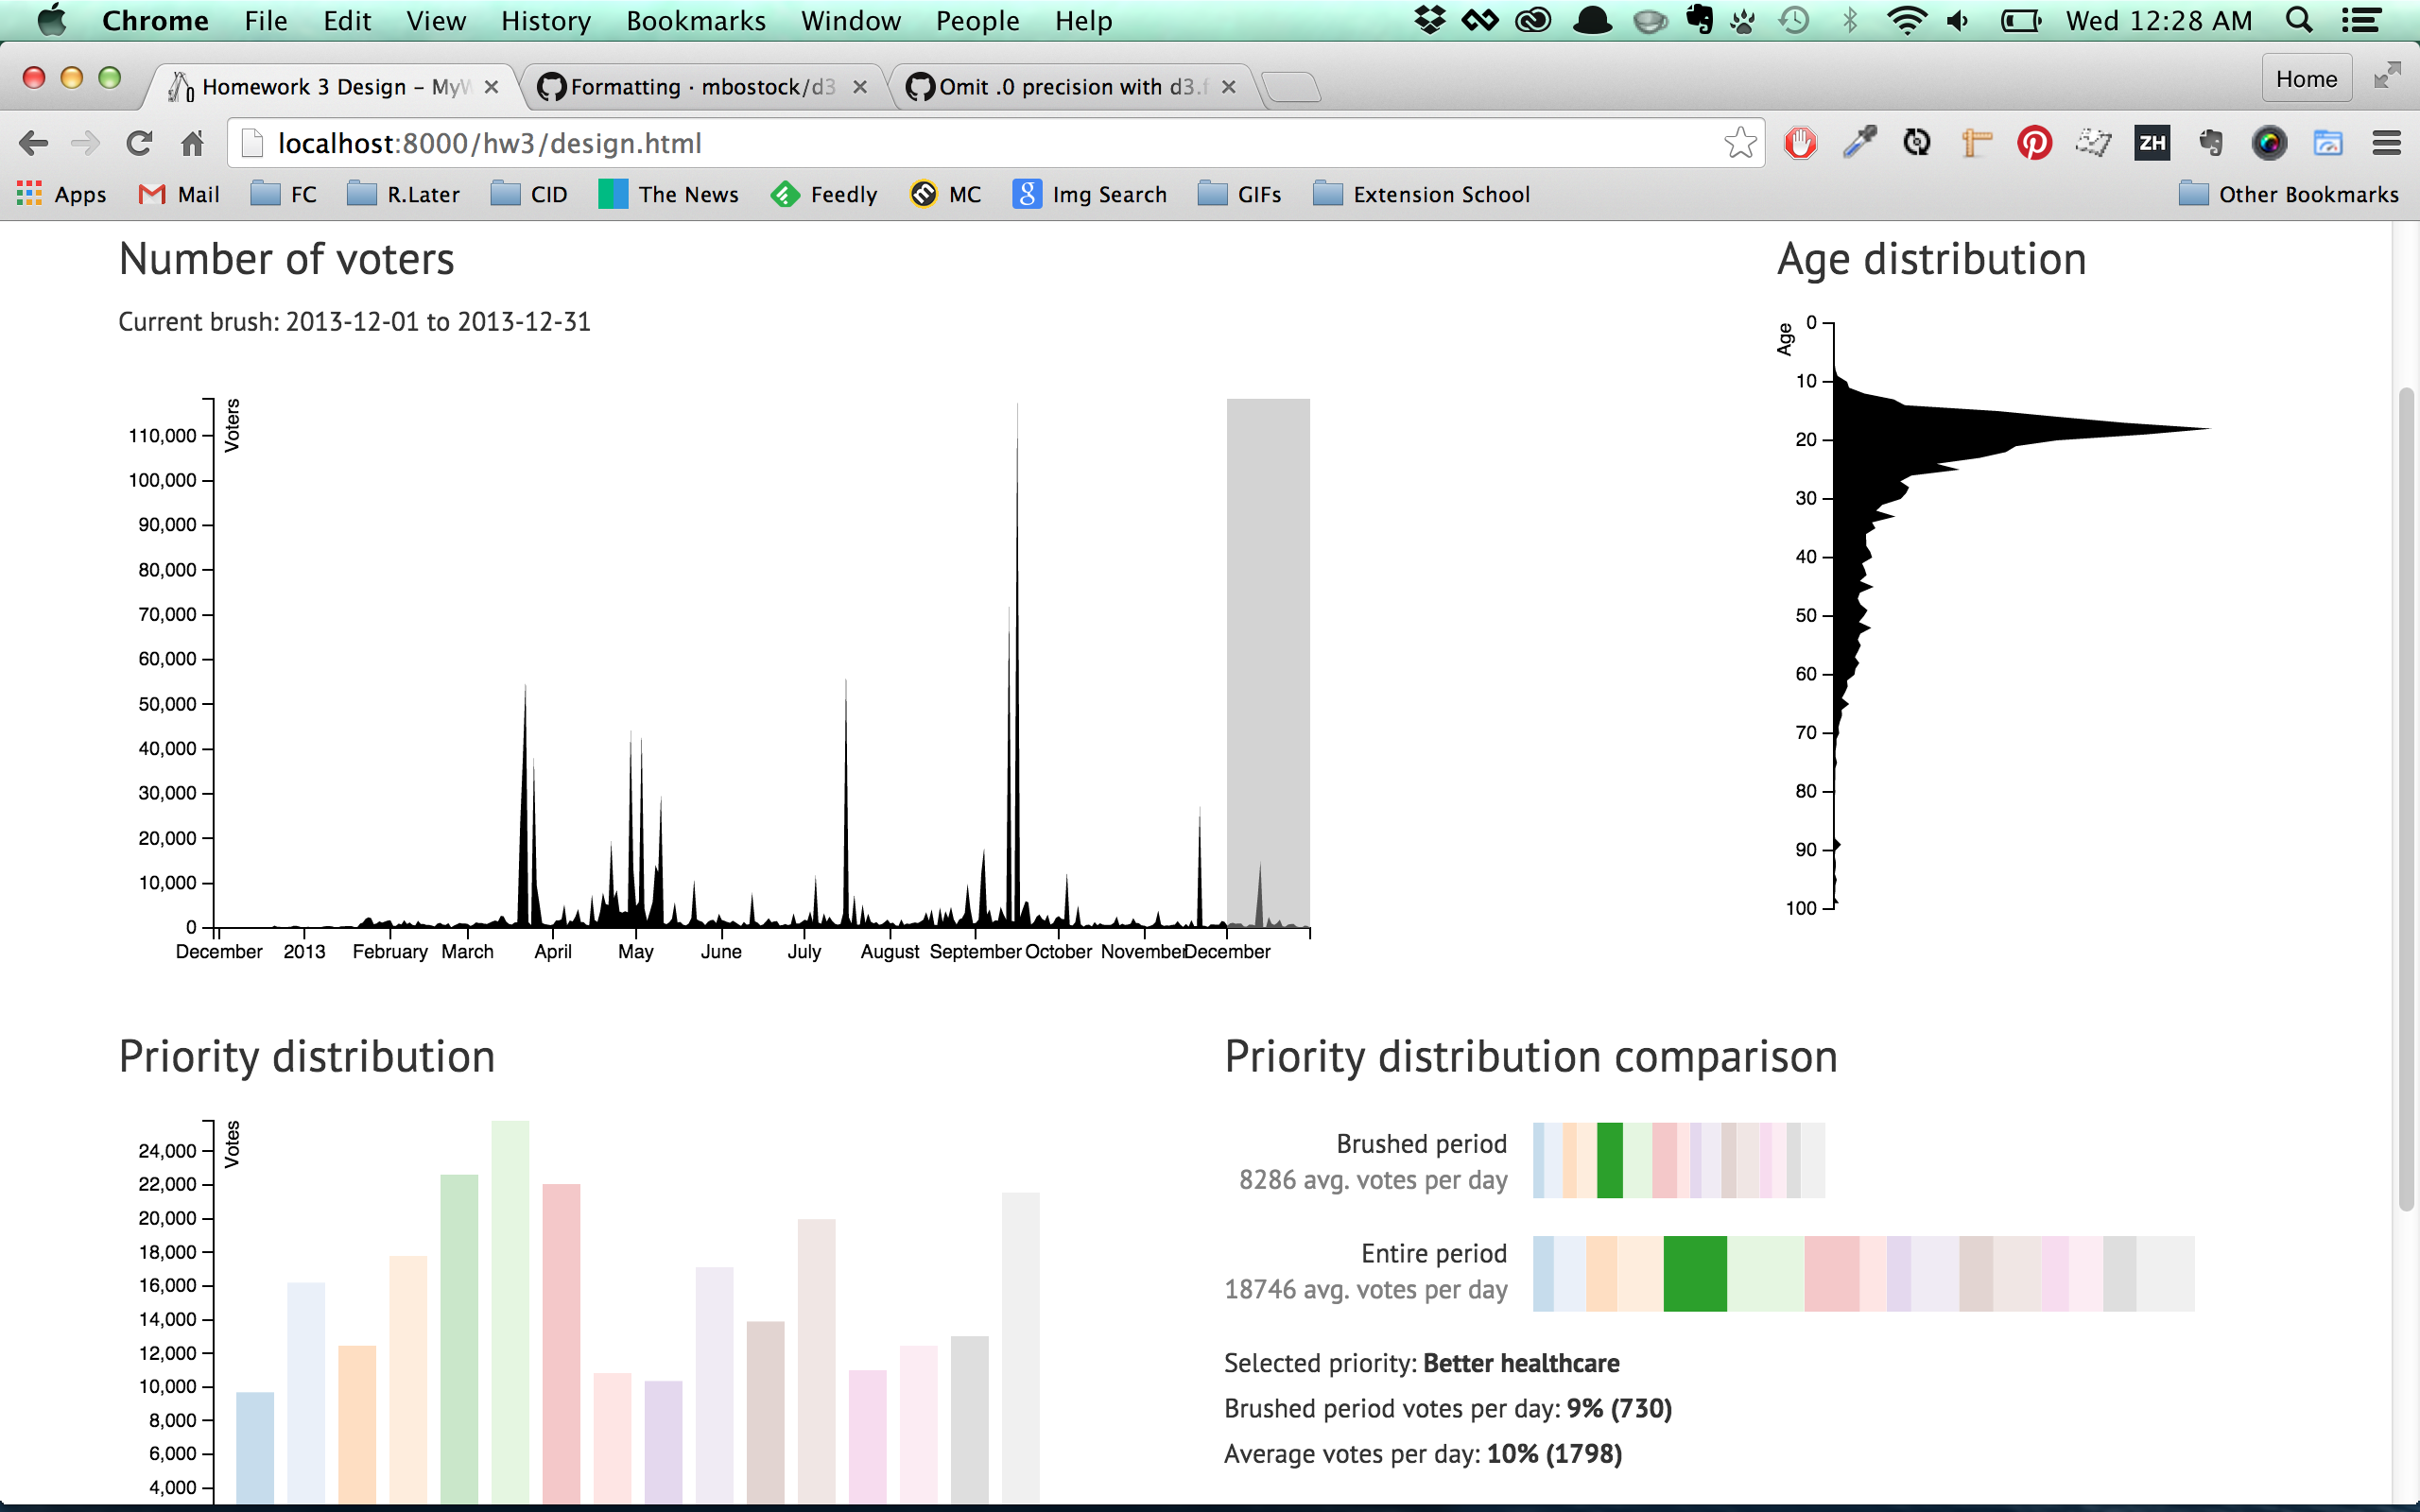 Chrome File Edit View History Bookmarks Window People Help Wed 12:28 AM
Homework 3 Design – MyW Formatting · mbostock/d3 Omit .0 precision with d3.f Home
localhost:8000/hw3/design.html ZH
Apps Mail FC R.Later CID The News Feedly MC Img Search GIFs Extension School Other Bookmarks
Number of voters
Current brush: 2013-12-01 to 2013-12-31
Voters
110,000
100,000
90,000
80,000
70,000
60,000
50,000
40,000
30,000
20,000
10,000
0
December 2013 February March April May June July August September October November December
Age distribution
Age
0
10
20
30
40
50
60
70
80
90
100
Priority distribution
Votes
24,000
22,000
20,000
18,000
16,000
14,000
12,000
10,000
8,000
6,000
4,000
Priority distribution comparison
Brushed period
8286 avg. votes per day
Entire period
18746 avg. votes per day
Selected priority: Better healthcare
Brushed period votes per day: 9% (730)
Average votes per day: 10% (1798)